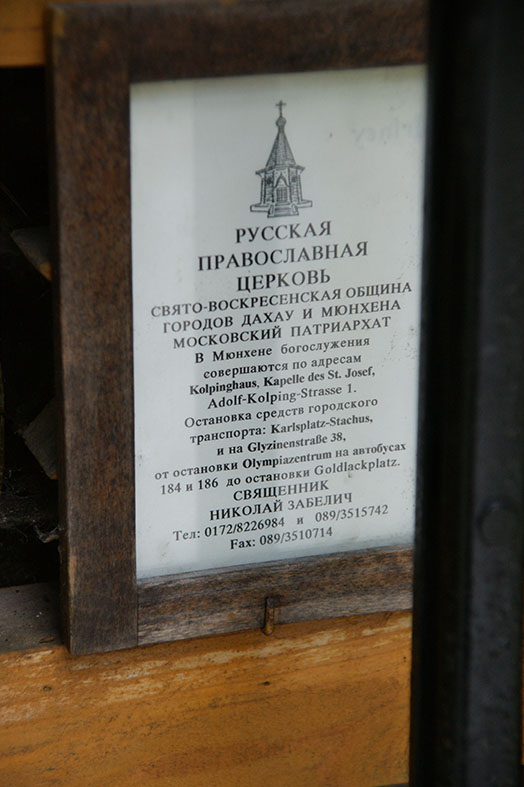 РУССКАЯ
ПРАВОСЛАВНАЯ
ЦЕРКОВЬ
СВЯТО-ВОСКРЕСЕНСКАЯ ОБЩИНА
ГОРОДОВ ДАХАУ И МЮНХЕНА
МОСКОВСКИЙ ПАТРИАРХАТ
В Мюнхене богослужения
совершаются по адресам
Kolpinghaus, Kapelle des St. Josef,
Adolf-Kolping-Strasse 1.
Остановка средств городского
транспорта: Karlsplatz-Stachus,
и на Glyzinenstraße 38,
от остановки Olympiazentrum на автобусах
184 и 186 до остановки Goldlackplatz.
СВЯЩЕННИК
НИКОЛАЙ ЗАБЕЛИЧ
Тел: 0172/8226984 и 089/3515742
Fax: 089/3510714